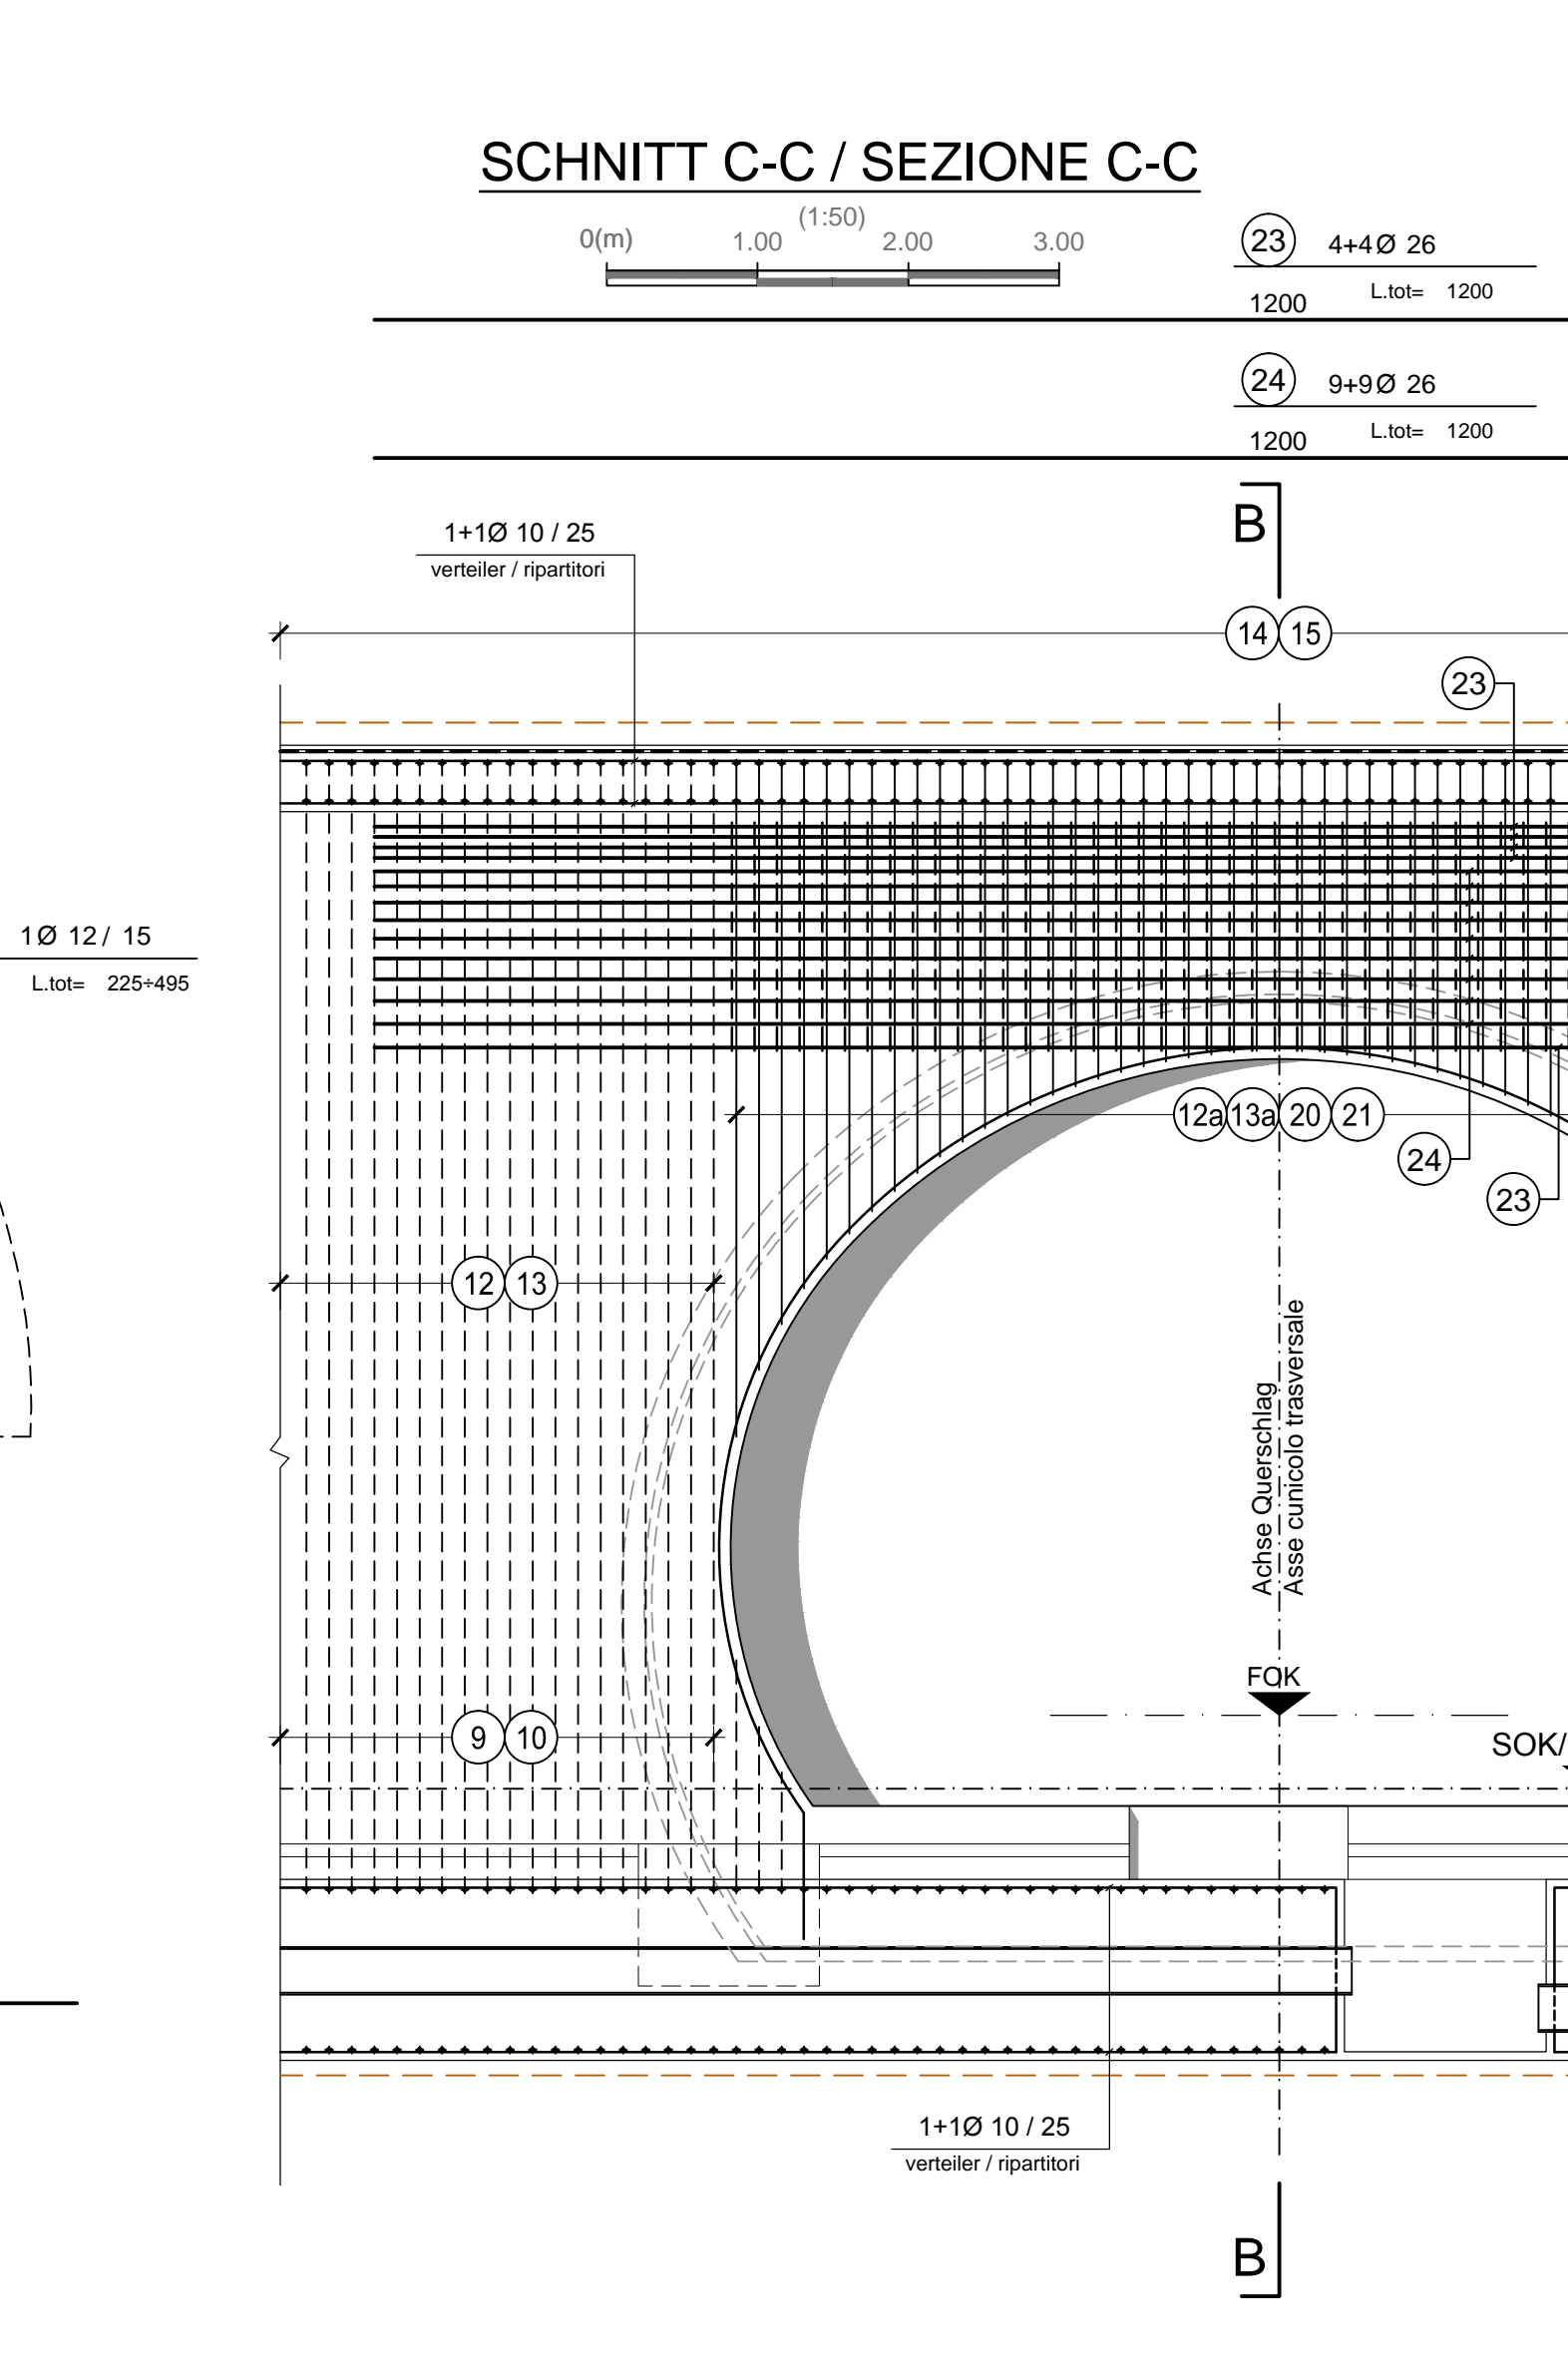 SCHNITT C-C / SEZIONE C-C
(1:50)
0(m) 1.00 2.00 3.00
23 4+4Ø 26
1200 L.tot= 1200
24 9+9Ø 26
1200 L.tot= 1200
B
1+1Ø 10 / 25
verteiler / ripartitori
14 15
23
1Ø 12 / 15
L.tot= 225÷495
12a 13a 20 21
24
23
12 13
Achse Querschlag
Asse cunicolo trasversale
FOK
SOK/
9 10
1+1Ø 10 / 25
verteiler / ripartitori
B